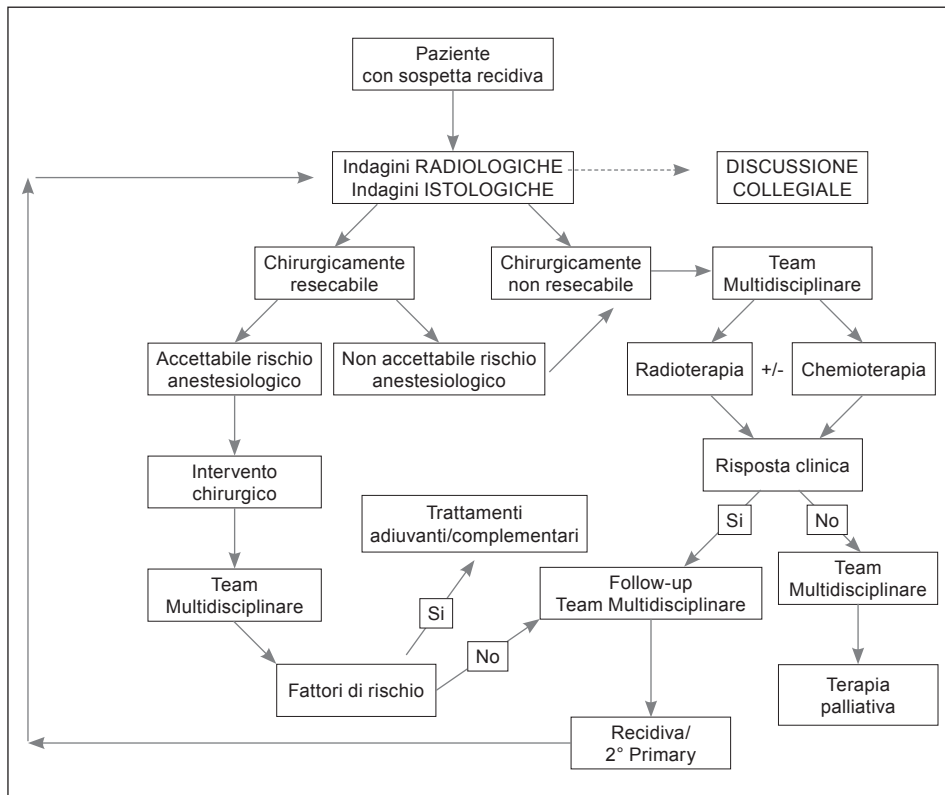 Paziente
con sospetta recidiva
Indagini RADIOLOGICHE
Indagini ISTOLOGICHE
DISCUSSIONE
COLLEGIALE
Chirurgicamente
resecabile
Chirurgicamente
non resecabile
Team
Multidisciplinare
Accettabile rischio
anestesiologico
Non accettabile rischio
anestesiologico
Radioterapia
+/-
Chemioterapia
Intervento
chirurgico
Risposta clinica
Trattamenti
adiuvanti/complementari
Si
No
Team
Multidisciplinare
Follow-up
Team Multidisciplinare
Team
Multidisciplinare
Si
No
Fattori di rischio
Terapia
palliativa
Recidiva/
2° Primary